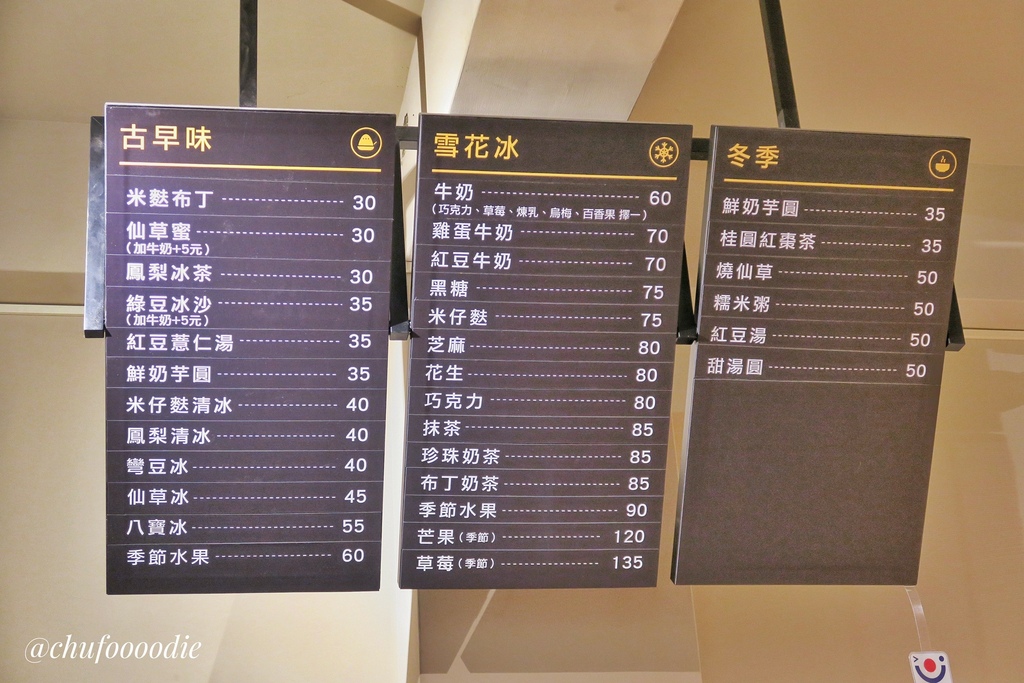 古早味
米麩布丁 30
仙草蜜 30
(加牛奶+5元)
鳳梨冰茶 30
綠豆冰沙 35
(加牛奶+5元)
紅豆薏仁湯 35
鮮奶芋圓 35
米仔麩清冰 40
鳳梨清冰 40
彎豆冰 40
仙草冰 45
八寶冰 55
季節水果 60
雪花冰
牛奶 60
(巧克力、草莓、煉乳、烏梅、百香果 擇一)
雞蛋牛奶 70
紅豆牛奶 70
黑糖 75
米仔麩 75
芝麻 80
花生 80
巧克力 80
抹茶 85
珍珠奶茶 85
布丁奶茶 85
季節水果 90
芒果(季節) 120
草莓(季節) 135
冬季
鮮奶芋圓 35
桂圓紅棗茶 35
燒仙草 50
糯米粥 50
紅豆湯 50
甜湯圓 50
@chufoooodie